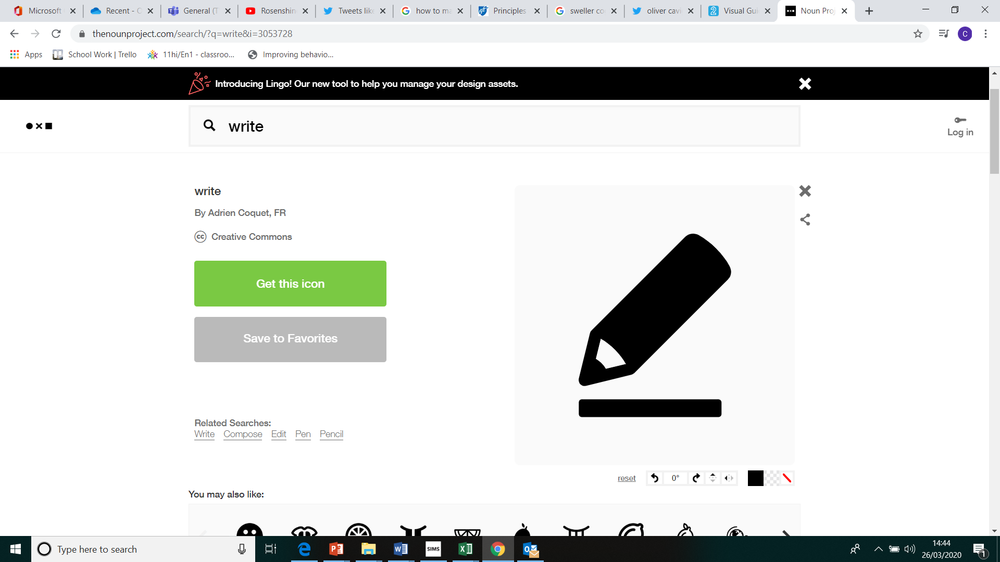 Microsoft
Recent - O
General (T
Rosenshin
Tweets like
how to ma
Principles
sweller co
oliver cavi
Visual Gui
Noun Proj
thenounproject.com/search/?q=write&i=3053728
C
Apps
School Work | Trello
11hi/En1 - classroo...
Improving behavio...
Introducing Lingo! Our new tool to help you manage your design assets.
write
Log in
write
By Adrien Coquet, FR
cc Creative Commons
Get this icon
Save to Favorites
Related Searches:
Write Compose Edit Pen Pencil
reset 0°
You may also like:
Type here to search
SIMS
14:44
26/03/2020
1